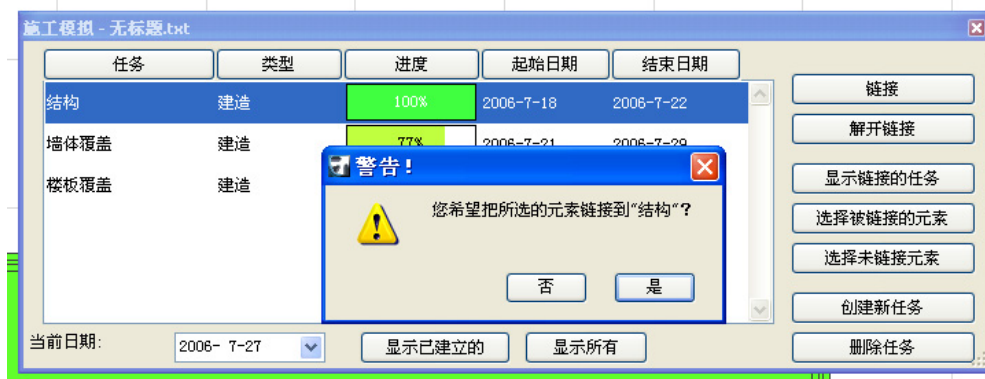 施工模拟 - 无标题.txt
任务 类型 进度 起始日期 结束日期
结构 建造 100% 2006-7-18 2006-7-22
墙体覆盖 建造 77% 2006-7-21 2006-7-29
楼板覆盖 建造
警告!
您希望把所选的元素链接到"结构"?
否 是
链接
解开链接
显示链接的任务
选择被链接的元素
选择未链接元素
创建新任务
删除任务
当前日期: 2006- 7-27 显示已建立的 显示所有